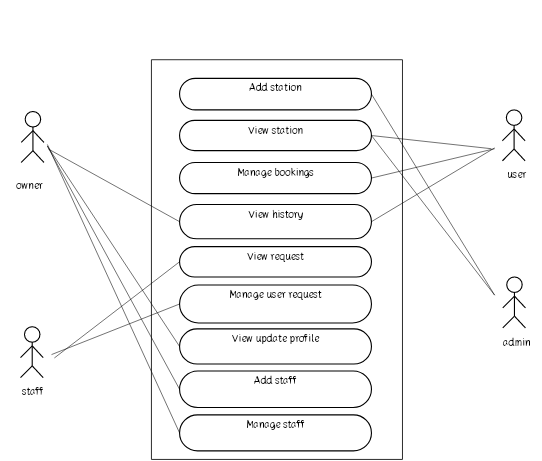 Add station
View station
Manage bookings
View history
View request
Manage user request
View update profile
Add staff
Manage staff
owner
staff
user
admin